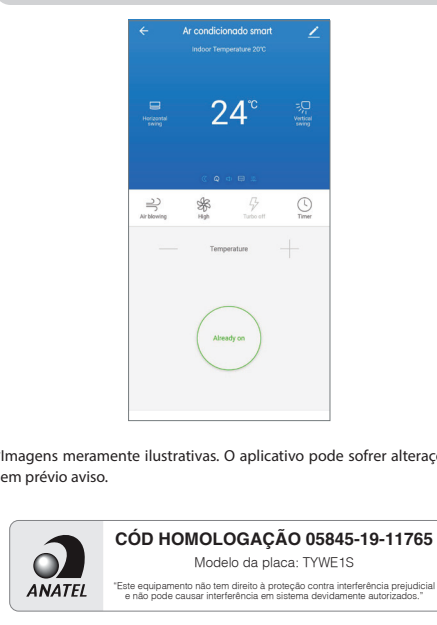 Ar condicionado smart
Indoor Temperature 20°C
24°C
Horizontal swing
Vertical swing
Air blowing
High
Turbo off
Timer
Temperature
Already on
Imagens meramente ilustrativas. O aplicativo pode sofrer alteraç
em prévio aviso.
CÓD HOMOLOGAÇÃO 05845-19-11765
Modelo da placa: TYWE1S
"Este equipamento não tem direito à proteção contra interferência prejudicial
e não pode causar interferência em sistema devidamente autorizados."
ANATEL